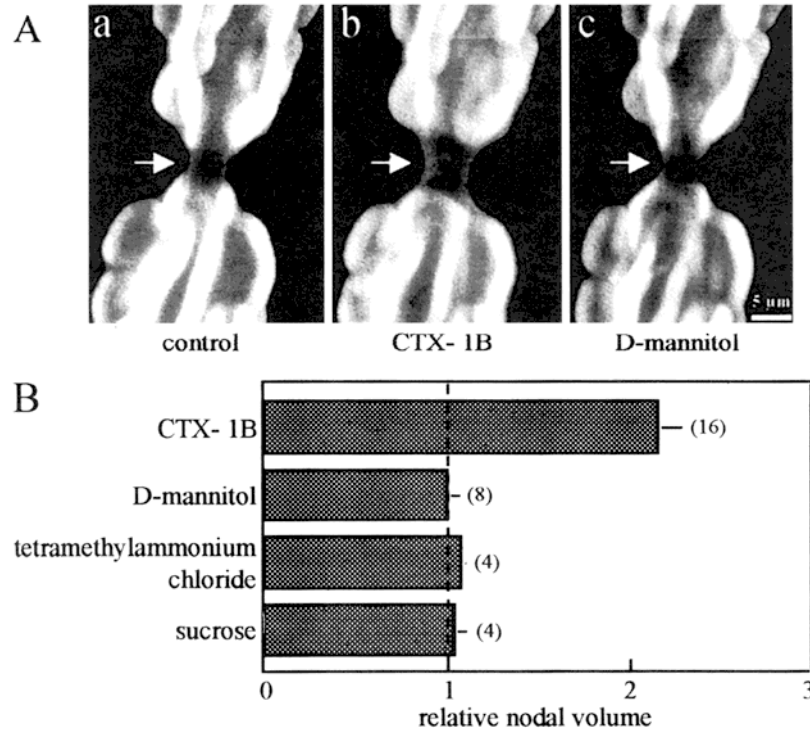 A
a
b
c
5 µm
control
CTX- 1B
D-mannitol
B
CTX- 1B
(16)
D-mannitol
(8)
tetramethylammonium
chloride
(4)
sucrose
(4)
0
1
2
3
relative nodal volume